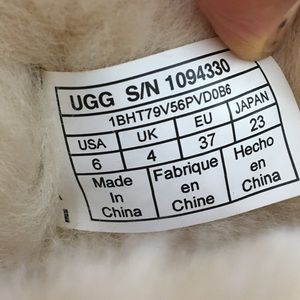 UGG S/N 1094330
1BHT79V56PVD0B6
USA UK EU JAPAN
6 4 37 23
Made Fabrique Hecho
In en en
China Chine China